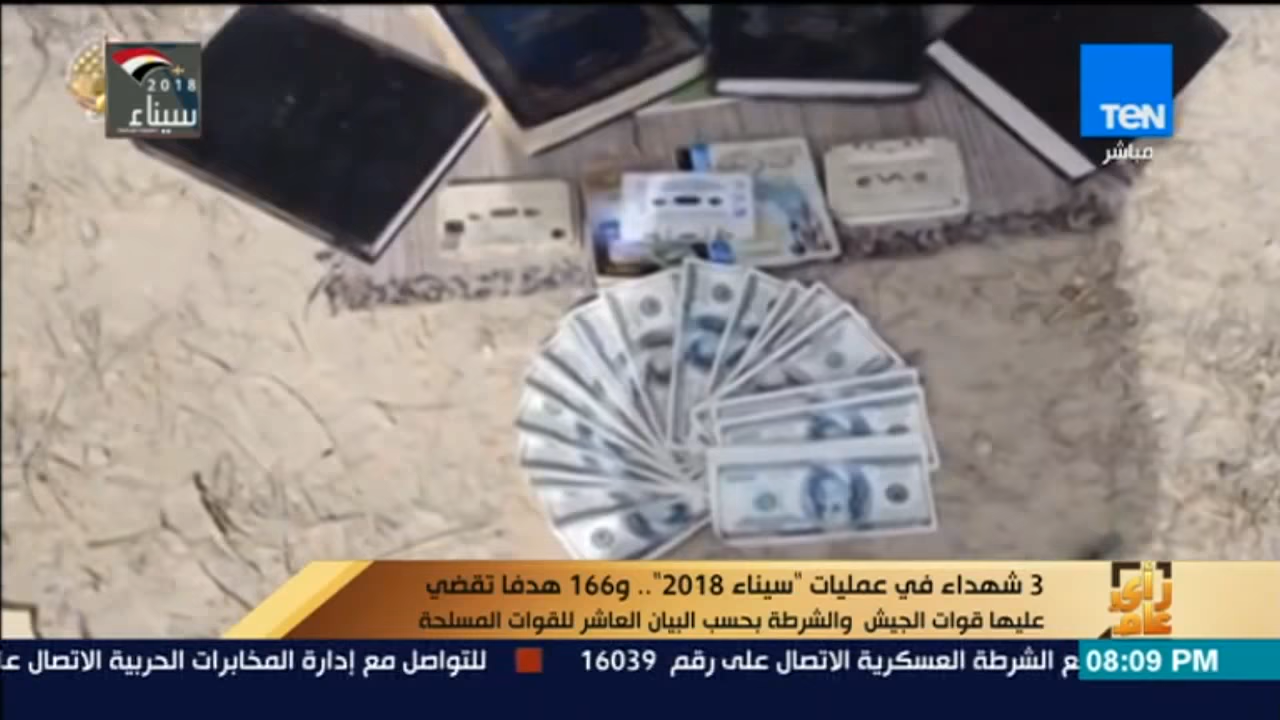 2018
سيناء
TEN
مباشر
3 شهداء في عمليات "سيناء 2018".. و166 هدفا تقضي
عليها قوات الجيش والشرطة بحسب البيان العاشر للقوات المسلحة
رأي
عام
ع الشرطة العسكرية الاتصال على رقم 16039 للتواصل مع إدارة المخابرات الحربية الاتصال عا
08:09 PM